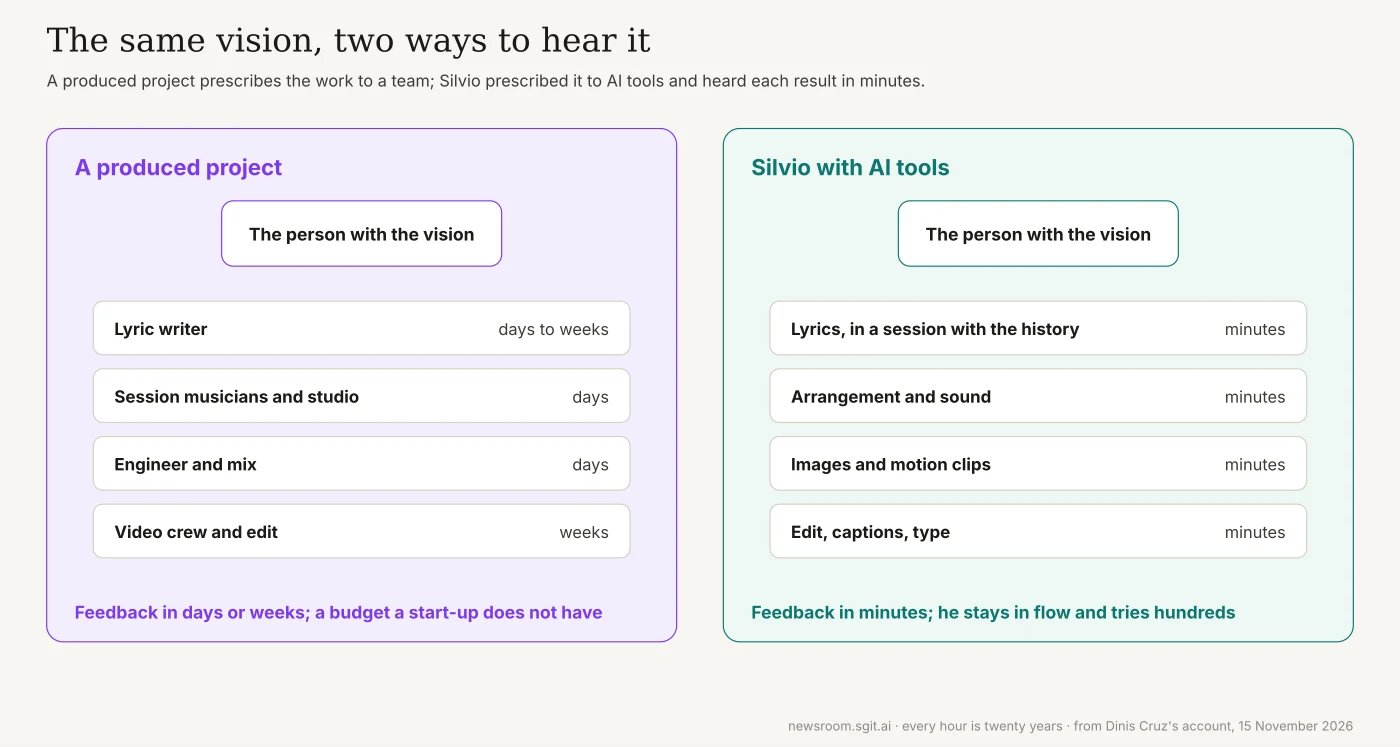 The same vision, two ways to hear it
A produced project prescribes the work to a team; Silvio prescribed it to AI tools and heard each result in minutes.
A produced project
The person with the vision
Lyric writer days to weeks
Session musicians and studio days
Engineer and mix days
Video crew and edit weeks
Feedback in days or weeks; a budget a start-up does not have
Silvio with AI tools
The person with the vision
Lyrics, in a session with the history minutes
Arrangement and sound minutes
Images and motion clips minutes
Edit, captions, type minutes
Feedback in minutes; he stays in flow and tries hundreds
newsroom.sgit.ai · every hour is twenty years · from Dinis Cruz's account, 15 November 2026